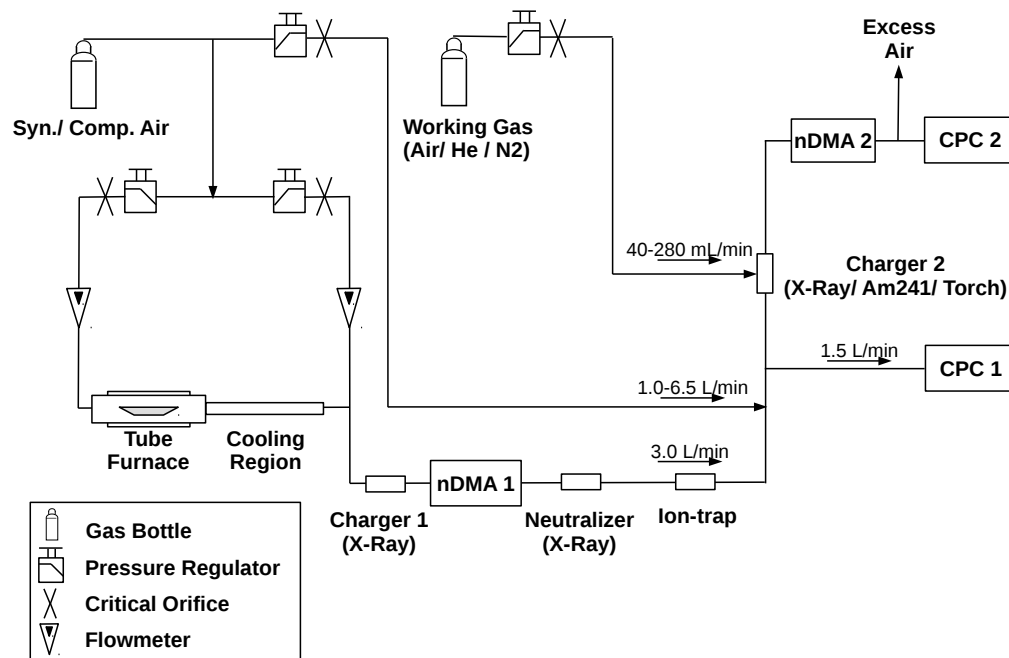 Excess
Air
Syn./ Comp. Air
Working Gas
(Air/ He / N2)
nDMA 2
CPC 2
40-280 mL/min
Charger 2
(X-Ray/ Am241/ Torch)
1.5 L/min
CPC 1
1.0-6.5 L/min
Tube
Furnace
Cooling
Region
3.0 L/min
nDMA 1
Charger 1
(X-Ray)
Neutralizer
(X-Ray)
Ion-trap
Gas Bottle
Pressure Regulator
Critical Orifice
Flowmeter